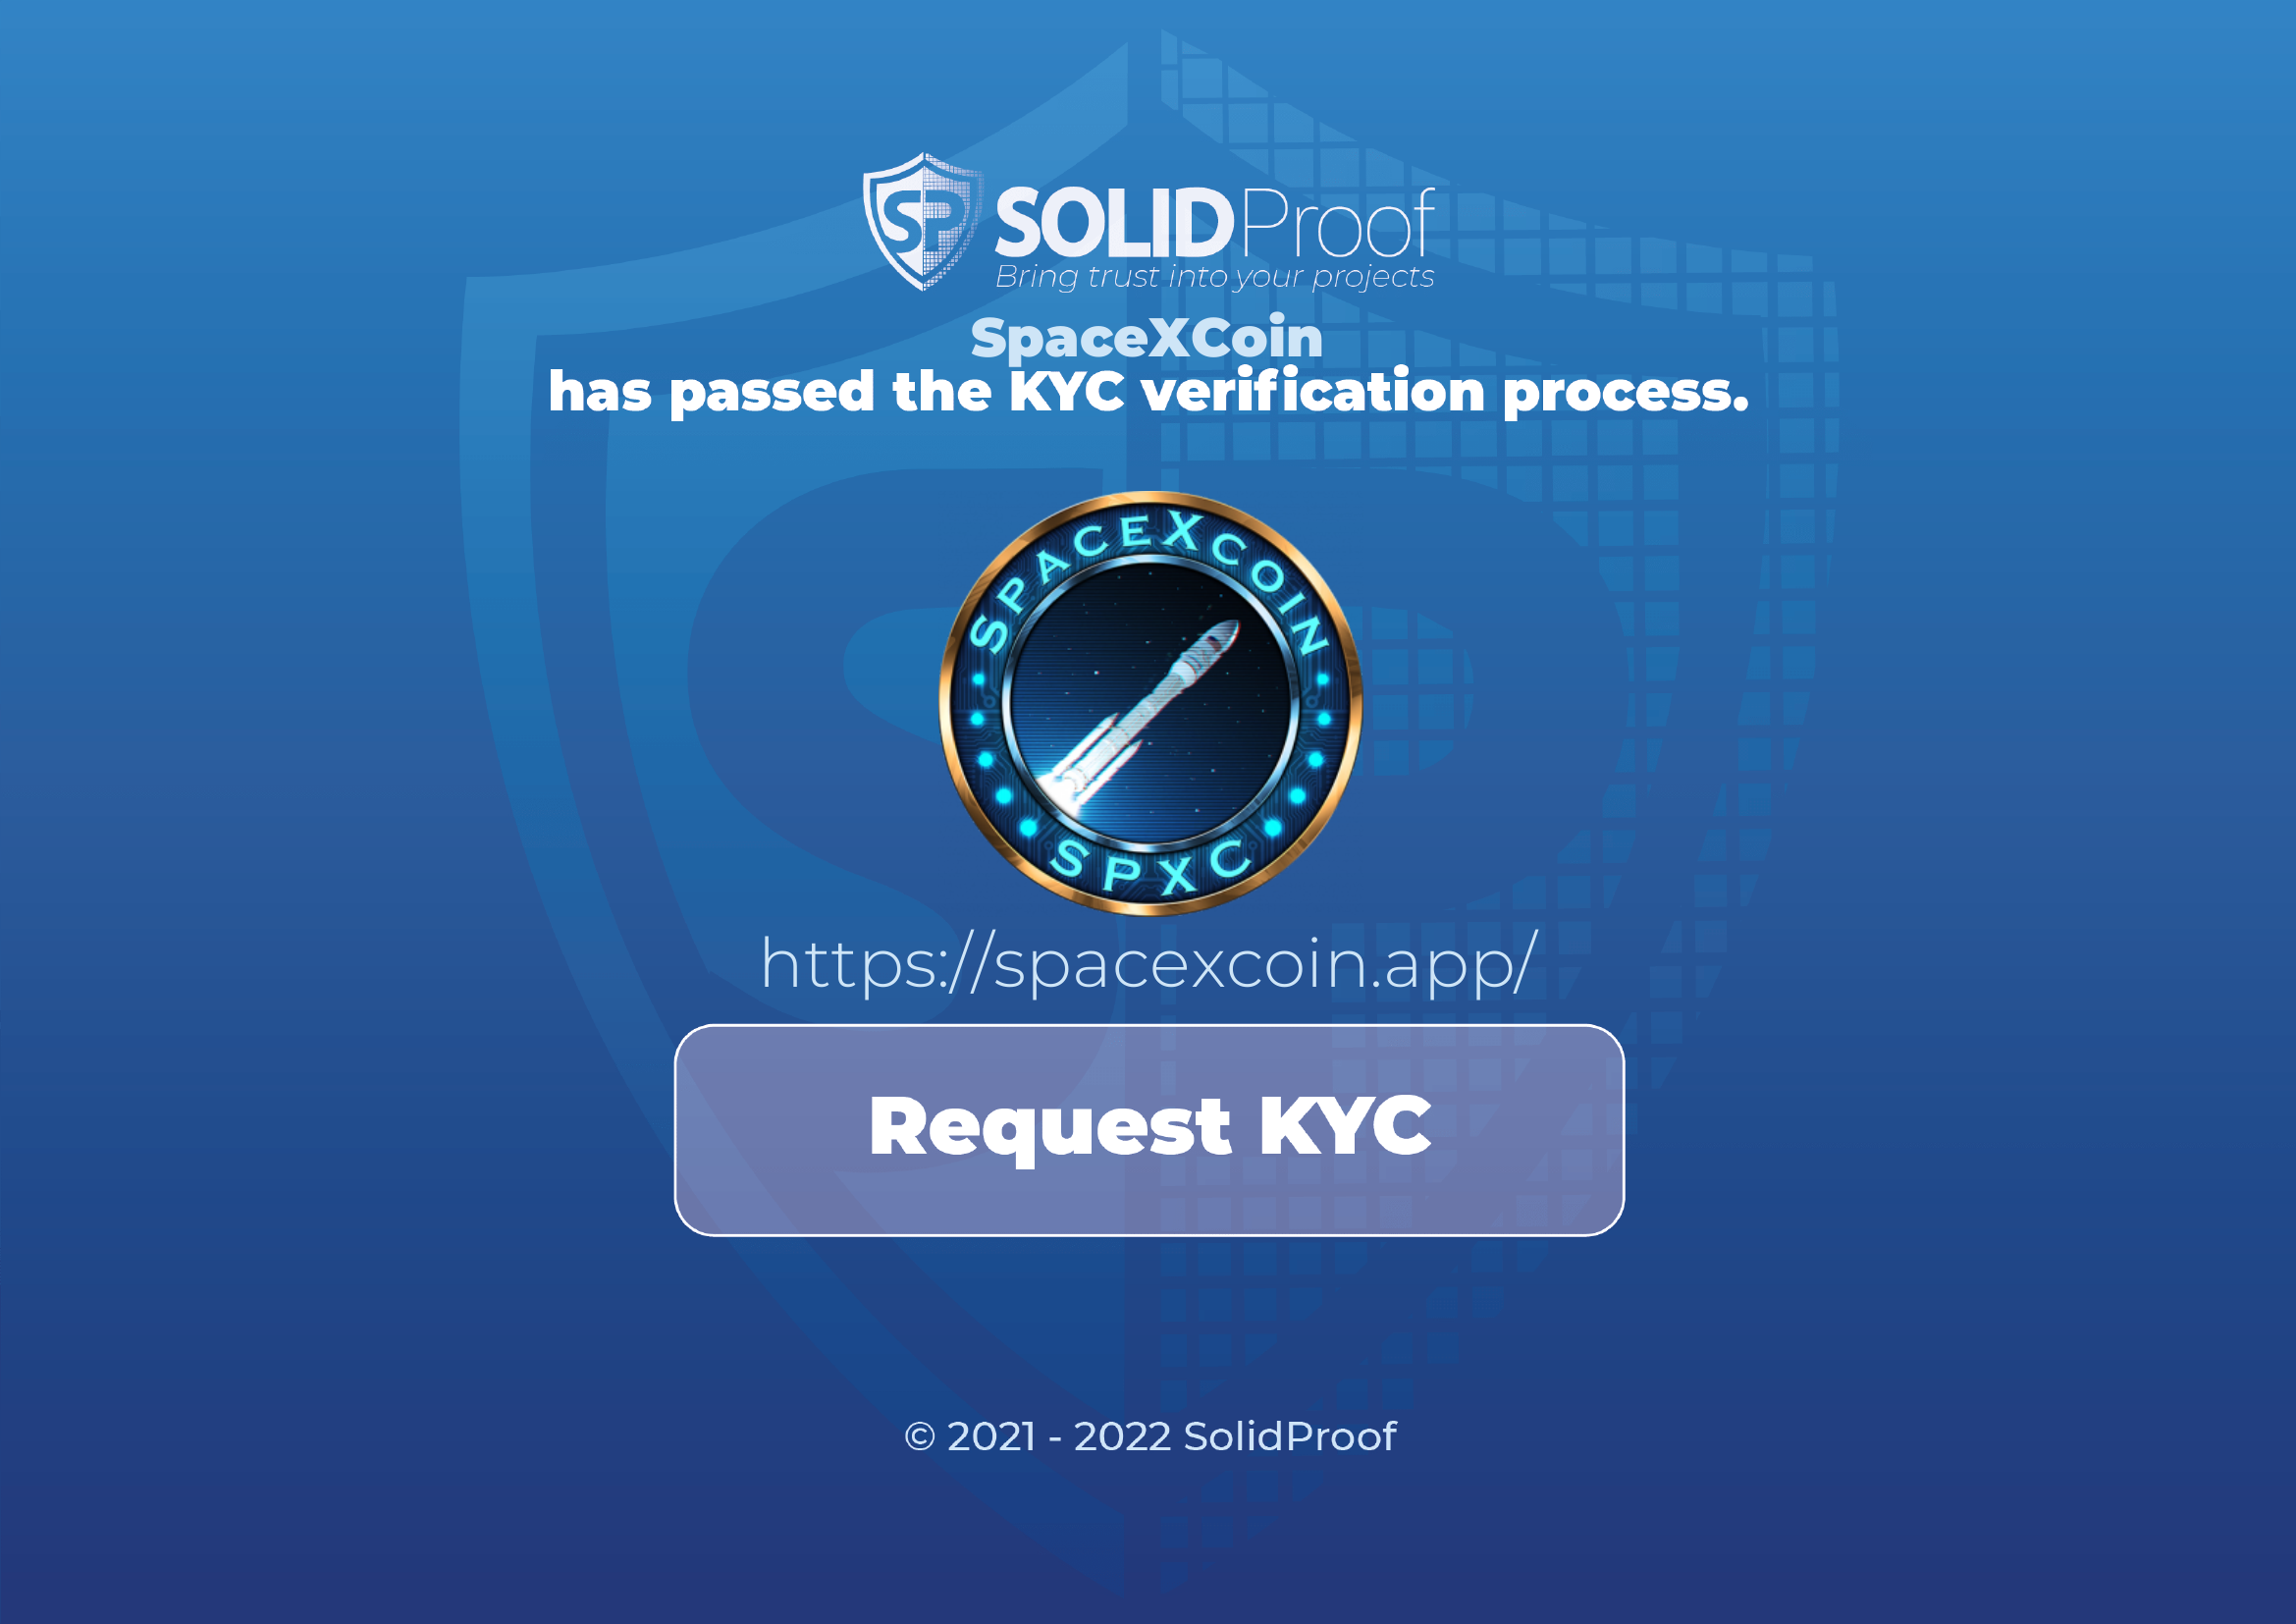 SP SOLIDProof
Bring trust into your projects
SpaceXCoin
has passed the KYC verification process.
SPACEXCOIN
SPXC
https://spacexcoin.app/
Request KYC
© 2021 - 2022 SolidProof